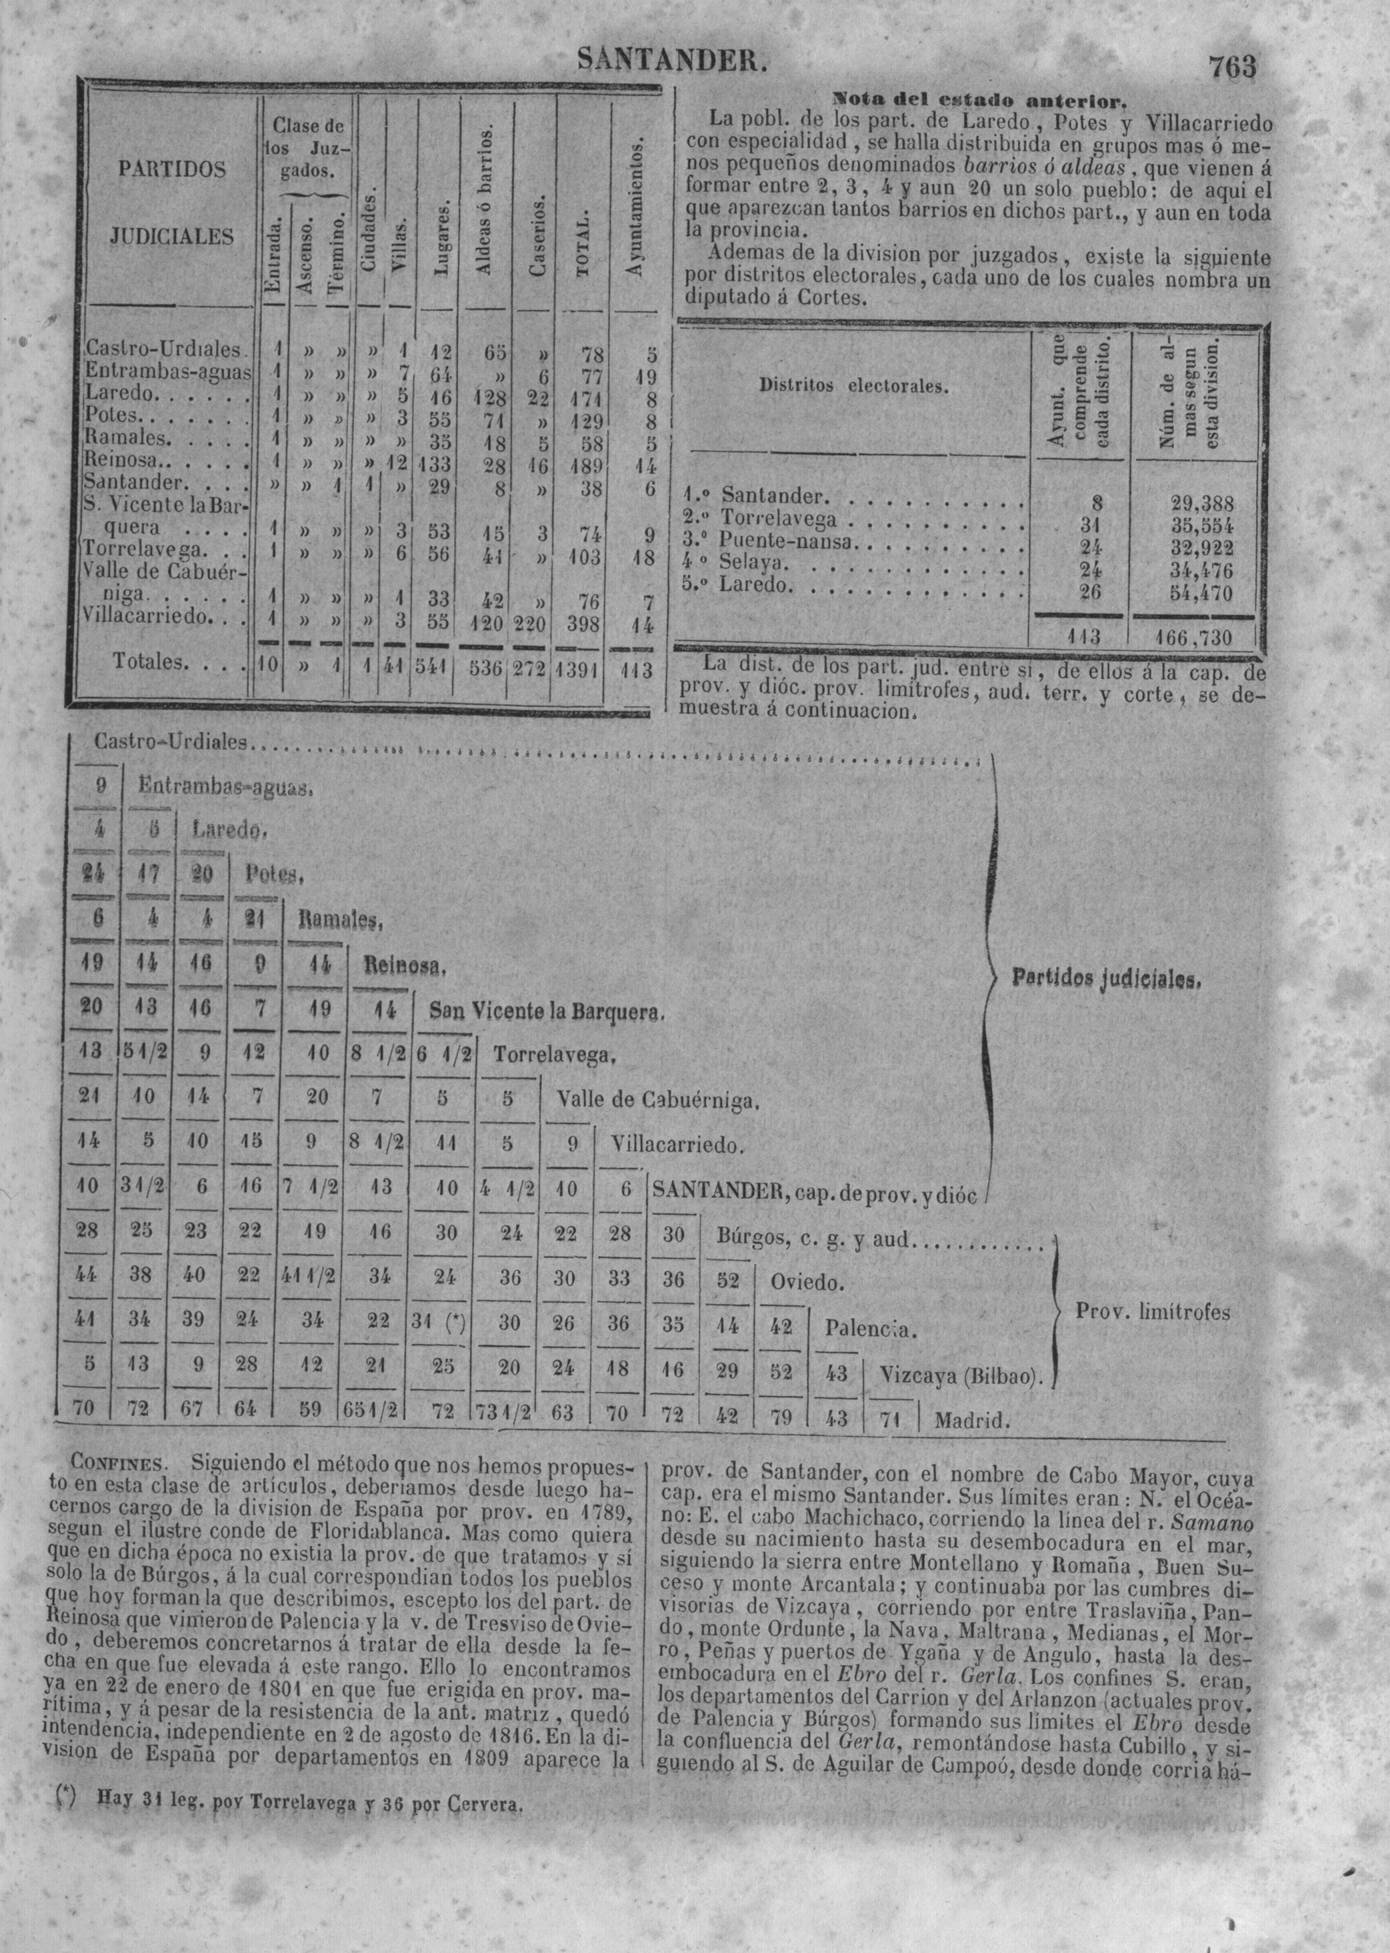 SANTANDER.
763
PARTIDOS JUDICIALES
Clase de los Juzgados.
Entrada.
Ascenso.
Término.
Ciudades.
Villas.
Lugares.
Aldeas ó barrios.
Caserios.
TOTAL.
Ayuntamientos.
Castro-Urdiales. 1 » » » 1 12 65 » 78 5
Entrambas-aguas 1 » » » 7 64 » 6 77 19
Laredo. . . . . . 1 » » » 5 16 128 22 171 8
Potes. . . . . . . 1 » » » 3 55 71 » 129 8
Ramales. . . . . 1 » » » » 35 18 5 58 5
Reinosa.. . . . . 1 » » » 12 133 28 16 189 14
Santander. . . . » » 1 1 » 29 8 » 38 6
S. Vicente la Bar-
quera . . . . 1 » » » 3 53 15 3 74 9
Torrelavega. . . 1 » » » 6 56 41 » 103 18
Valle de Cabuér-
niga. . . . . . 1 » » » 1 33 42 » 76 7
Villacarriedo. . . 1 » » » 3 55 120 220 398 14
Totales. . . . 10 » 1 1 41 541 536 272 1391 113
Nota del estado anterior.
La pobl. de los part. de Laredo, Potes y Villacarriedo
con especialidad, se halla distribuida en grupos mas ó me-
nos pequeños denominados barrios ó aldeas, que vienen á
formar entre 2, 3, 4 y aun 20 un solo pueblo: de aqui el
que aparezcan tantos barrios en dichos part., y aun en toda
la provincia.
Ademas de la division por juzgados, existe la siguiente
por distritos electorales, cada uno de los cuales nombra un
diputado á Cortes.
Distritos electorales.
Ayunt. que comprende cada distrito.
Núm. de al-mas segun esta division.
1.º Santander. . . . . . . . . . . 8 29,388
2.º Torrelavega . . . . . . . . . . 31 35,554
3.º Puente-nansa. . . . . . . . . . 24 32,922
4º Selaya. . . . . . . . . . . . . 24 34,476
5.º Laredo. . . . . . . . . . . . . 26 54,470
113 166,730
La dist. de los part. jud. entre si, de ellos á la cap. de
prov. y dióc. prov. limitrofes, aud. terr. y corte, se de-
muestra á continuacion.
Castro-Urdiales.
9 Entrambas-aguas.
4 5 Laredo.
24 17 20 Potes.
6 4 4 21 Ramales.
19 14 16 9 14 Reinosa.
Partidos judiciales.
20 13 16 7 19 14 San Vicente la Barquera.
13 5 1/2 9 12 10 8 1/2 6 1/2 Torrelavega.
21 10 14 7 20 7 5 5 Valle de Cabuérniga.
14 5 10 15 9 8 1/2 11 5 9 Villacarriedo.
10 3 1/2 6 16 7 1/2 13 10 4 1/2 10 6 SANTANDER, cap. de prov. y dióc
28 25 23 22 19 16 30 24 22 28 30 Búrgos, c. g. y aud. . . . . . . . . . . .
44 38 40 22 41 1/2 34 24 36 30 33 36 52 Oviedo.
Prov. limítrofes
41 34 39 24 34 22 31 (*) 30 26 36 35 14 42 Palencia.
5 13 9 28 12 21 25 20 24 18 16 29 52 43 Vizcaya (Bilbao).
70 72 67 64 59 65 1/2 72 73 1/2 63 70 72 42 79 43 71 Madrid.
CONFINES. Siguiendo el método que nos hemos propues-
to en esta clase de articulos, deberiamos desde luego ha-
cernos cargo de la division de España por prov. en 1789,
segun el ilustre conde de Floridablanca. Mas como quiera
que en dicha época no existia la prov. de que tratamos y sí
solo la de Búrgos, á la cual correspondian todos los pueblos
que hoy forman la que describimos, escepto los del part. de
Reinosa que vinieron de Palencia y la v. de Tresviso de Ovie-
do, deberemos concretarnos á tratar de ella desde la fe-
cha en que fue elevada á este rango. Ello lo encontramos
ya en 22 de enero de 1801 en que fue erigida en prov. ma-
rítima, y á pesar de la resistencia de la ant. matriz, quedó
intendencia, independiente en 2 de agosto de 1816. En la di-
vision de España por departamentos en 1809 aparece la
(*) Hay 31 leg. pov Torrelavega y 36 por Cervera.
prov. de Santander, con el nombre de Cabo Mayor, cuya
cap. era el mismo Santander. Sus límites eran: N. el Océa-
no: E. el cabo Machichaco, corriendo la linea del r. Samano
desde su nacimiento hasta su desembocadura en el mar,
siguiendo la sierra entre Montellano y Romaña, Buen Su-
ceso y monte Arcantala; y continuaba por las cumbres di-
visorias de Vizcaya, corriendo por entre Traslaviña, Pan-
do, monte Ordunte, la Nava, Maltrana, Medianas, el Mor-
ro, Peñas y puertos de Ygaña y de Angulo, hasta la des-
embocadura en el Ebro del r. Gerla. Los confines S. eran,
los departamentos del Carrion y del Arlanzon (actuales prov.
de Palencia y Búrgos) formando sus limites el Ebro desde
la confluencia del Gerla, remontándose hasta Cubillo, y si-
guiendo al S. de Aguilar de Campoó, desde donde corria há-